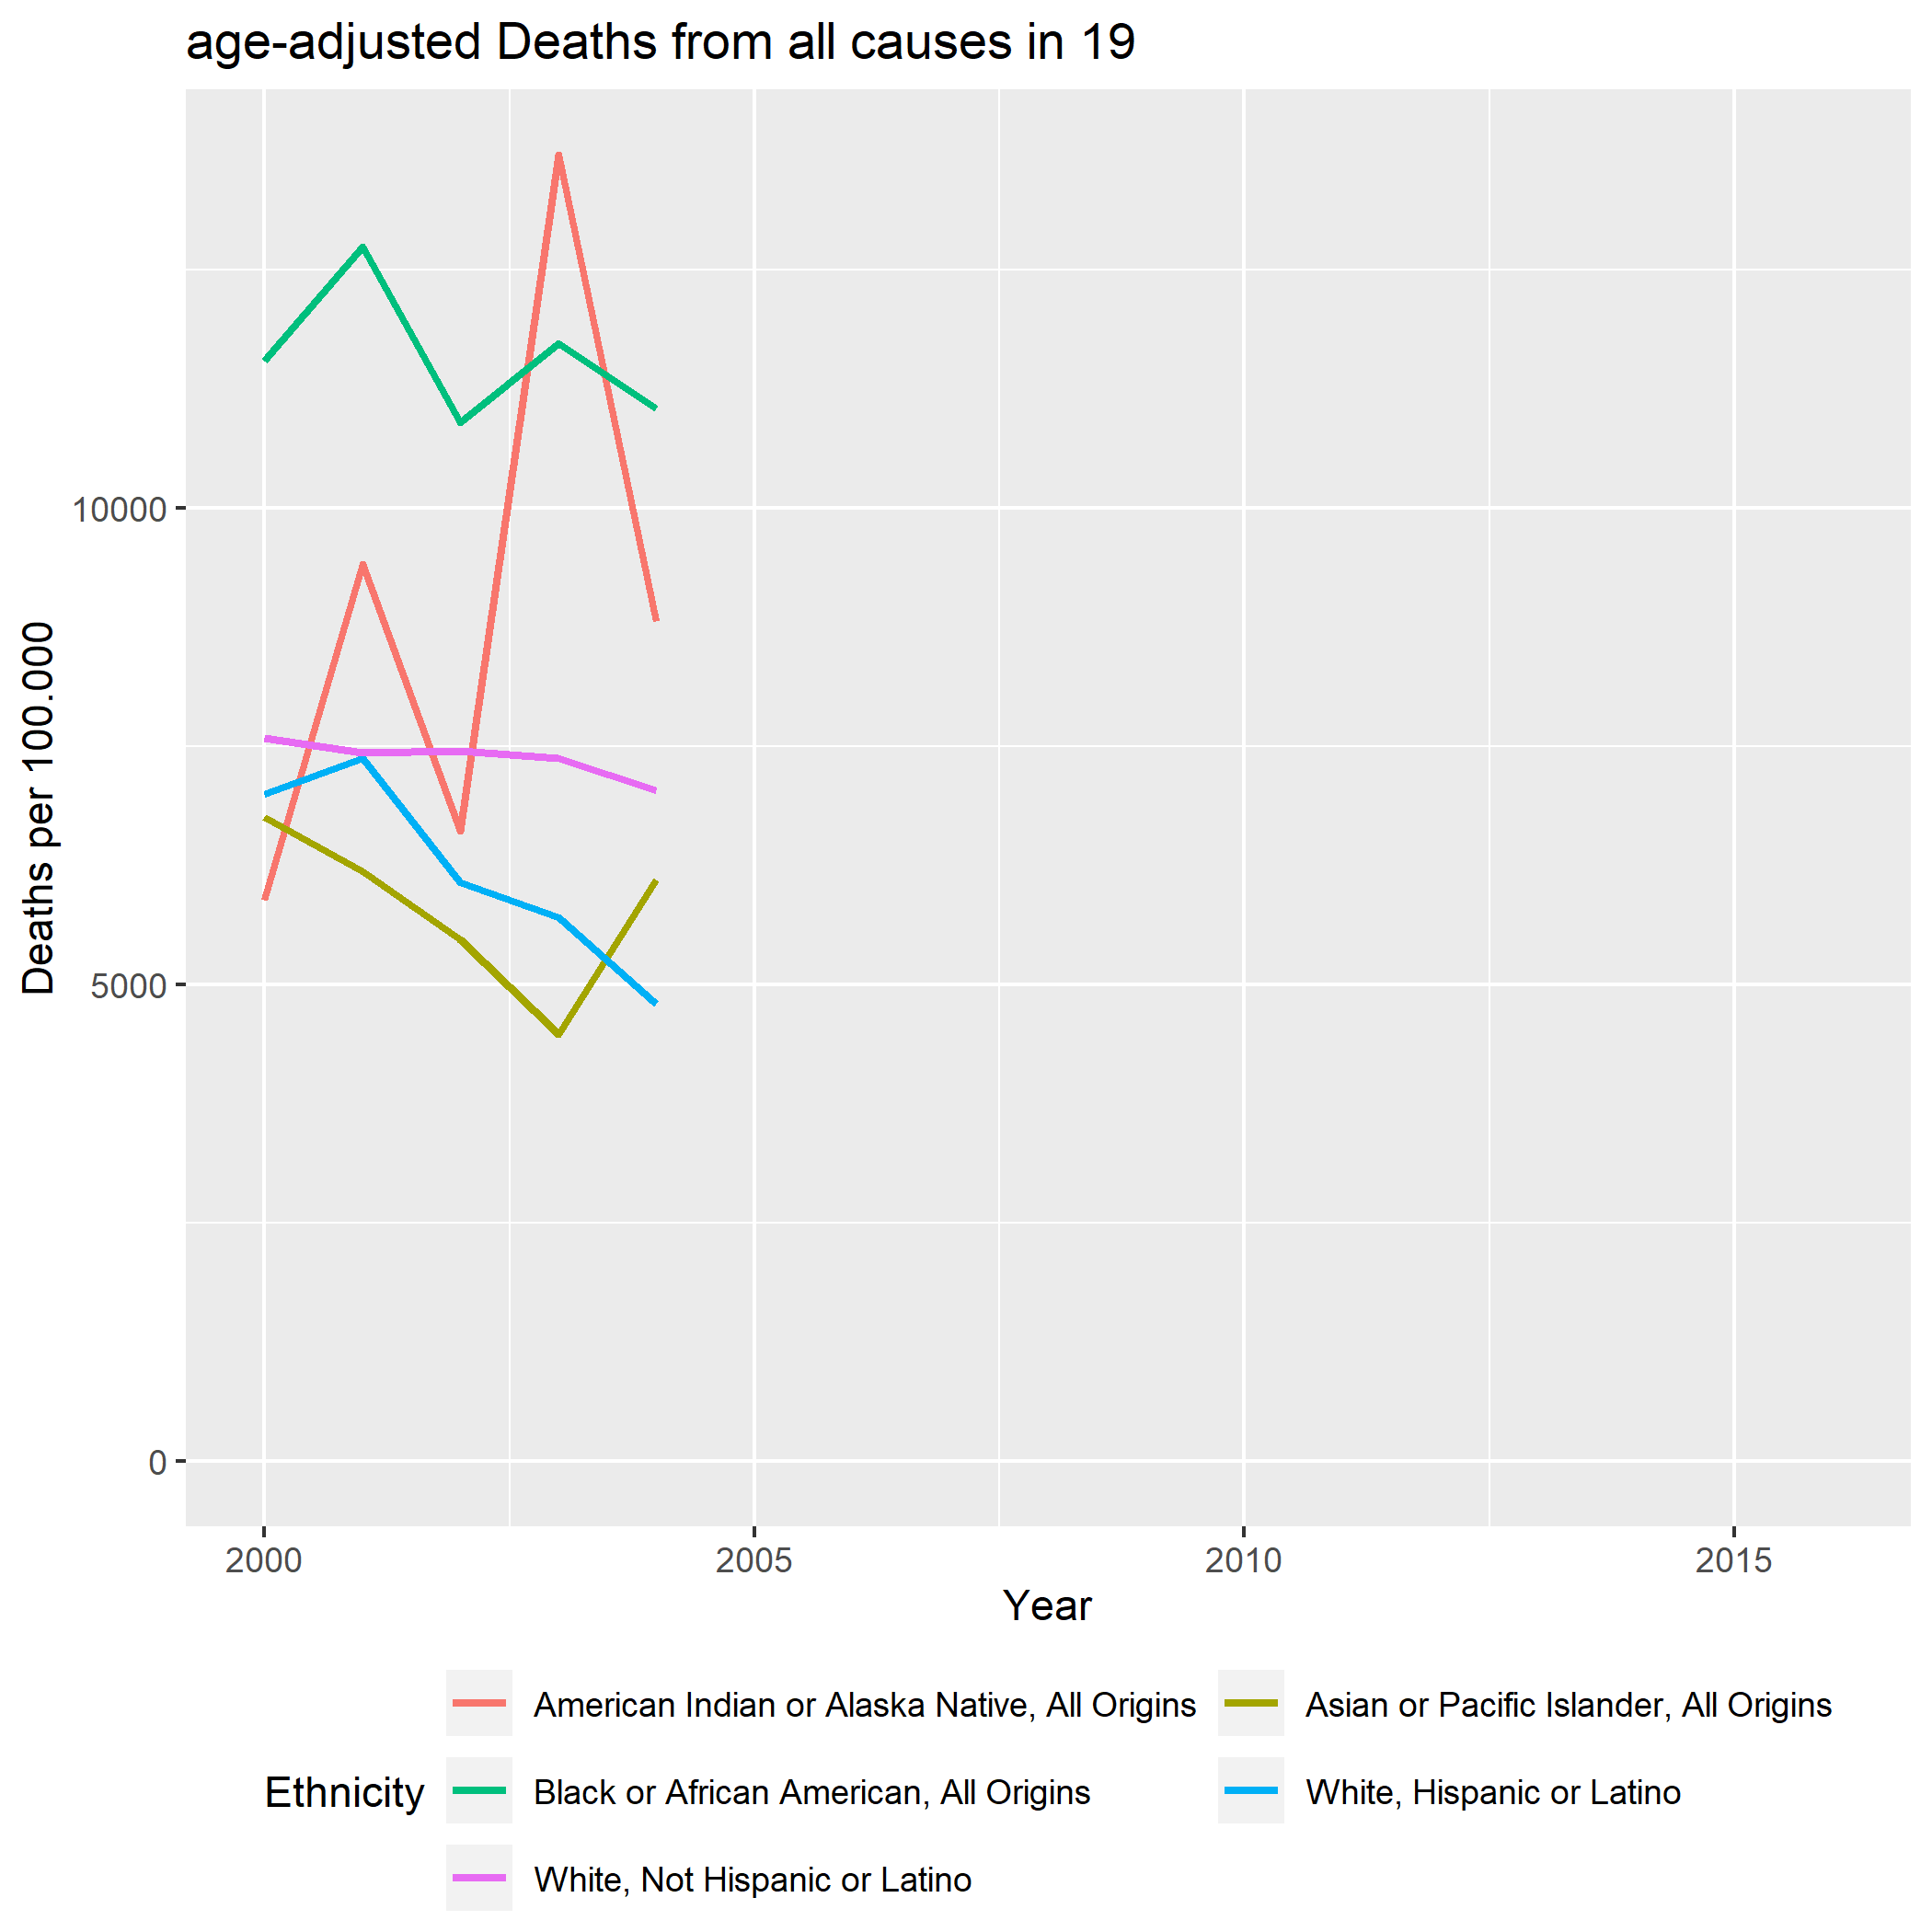 age-adjusted Deaths from all causes in 19
Deaths per 100.000
10000
5000
0
2000 2005 2010 2015
Year
Ethnicity
American Indian or Alaska Native, All Origins
Asian or Pacific Islander, All Origins
Black or African American, All Origins
White, Hispanic or Latino
White, Not Hispanic or Latino